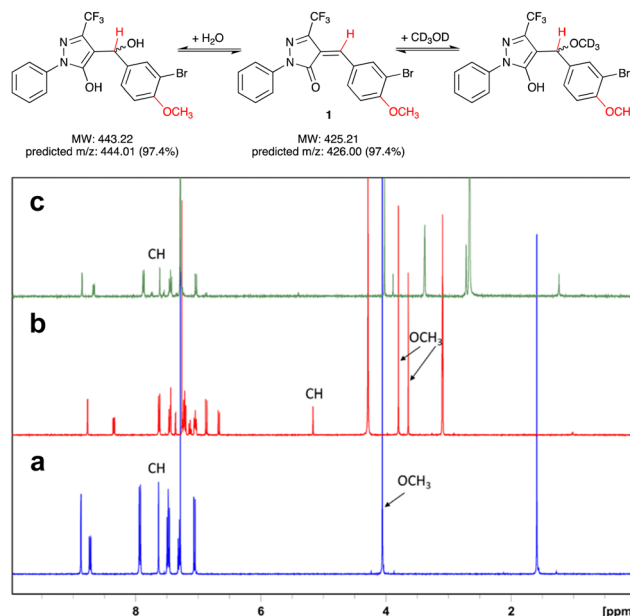 CF3
H
OH
N
N
OH
Br
OCH3
+ H2O
CF3
H
N
N
O
Br
OCH3
1
+ CD3OD
CF3
H
OCD3
N
N
OH
Br
OCH
MW: 443.22
predicted m/z: 444.01 (97.4%)
MW: 425.21
predicted m/z: 426.00 (97.4%)
c
CH
b
OCH3
CH
a
CH
OCH3
8
6
4
2
[ppm